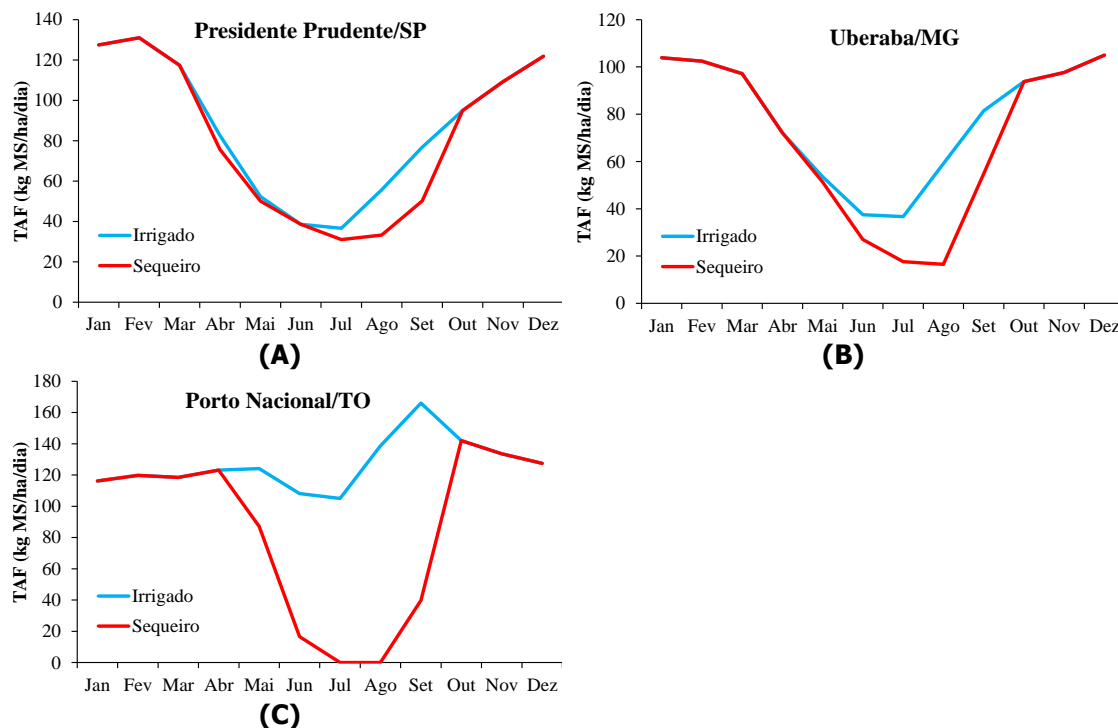 Presidente Prudente/SP
TAF (kg MS/ha/dia)
140
120
100
80
60
40
20
0
Irrigado
Sequeiro
Jan Fev Mar Abr Mai Jun Jul Ago Set Out Nov Dez
(A)
Uberaba/MG
TAF (kg MS/ha/dia)
120
100
80
60
40
20
0
Irrigado
Sequeiro
Jan Fev Mar Abr Mai Jun Jul Ago Set Out Nov Dez
(B)
Porto Nacional/TO
TAF (kg MS/ha/dia)
180
160
140
120
100
80
60
40
20
0
Irrigado
Sequeiro
Jan Fev Mar Abr Mai Jun Jul Ago Set Out Nov Dez
(C)